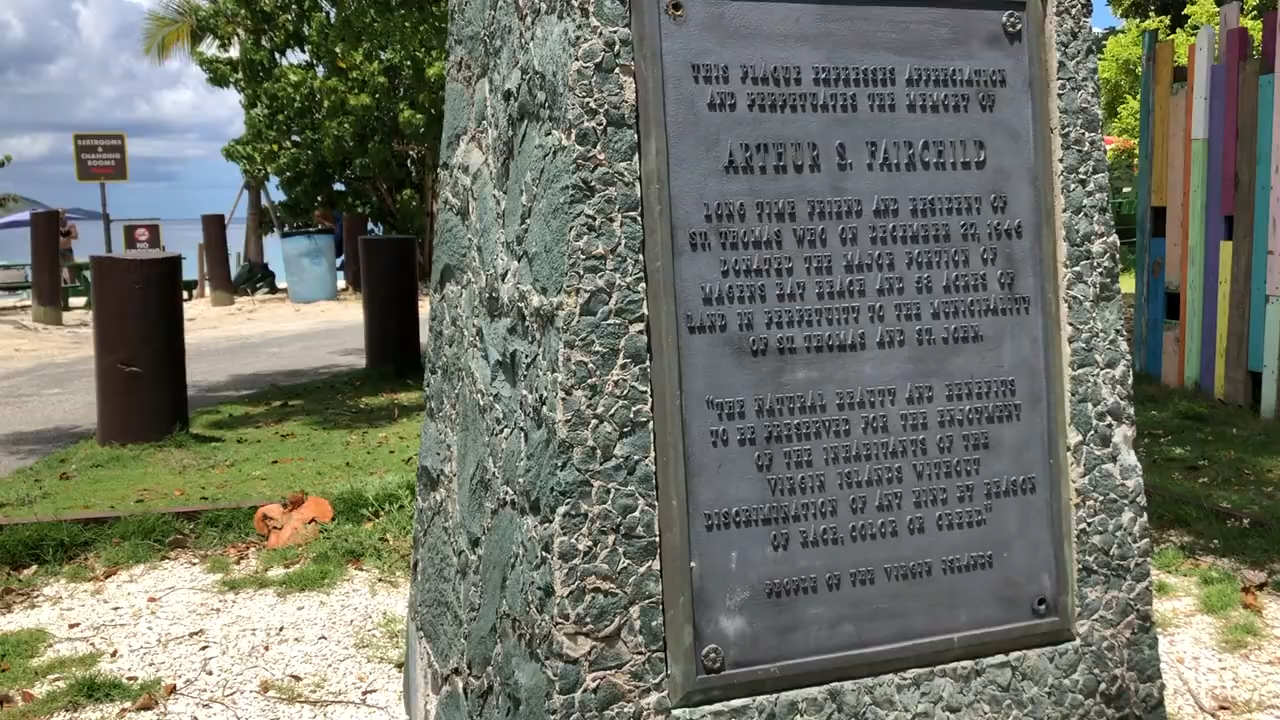 RESTROOMS
&
CHANGING
ROOMS
NO
SMOKING
THIS PLAQUE EXPRESSES APPRECIATION
AND PERPETUATES THE MEMORY OF
ARTHUR S. FAIRCHILD
LONG TIME FRIEND AND RESIDENT OF
ST. THOMAS WHO ON DECEMBER 27, 1946
DONATED THE MAJOR PORTION OF
MAGENS BAY BEACH AND ACRES OF
LAND IN PERPETUITY TO THE MUNICIPALITY
OF ST. THOMAS AND ST. JOHN.
"THE NATURAL BEAUTY AND BENEFITS
TO BE PRESERVED FOR THE ENJOYMENT
OF THE INHABITANTS OF THE
VIRGIN ISLANDS WITHOUT
DISCRIMINATION OF ANY KIND BY REASON
OF RACE, COLOR OR CREED."
PEOPLE OF THE VIRGIN ISLANDS